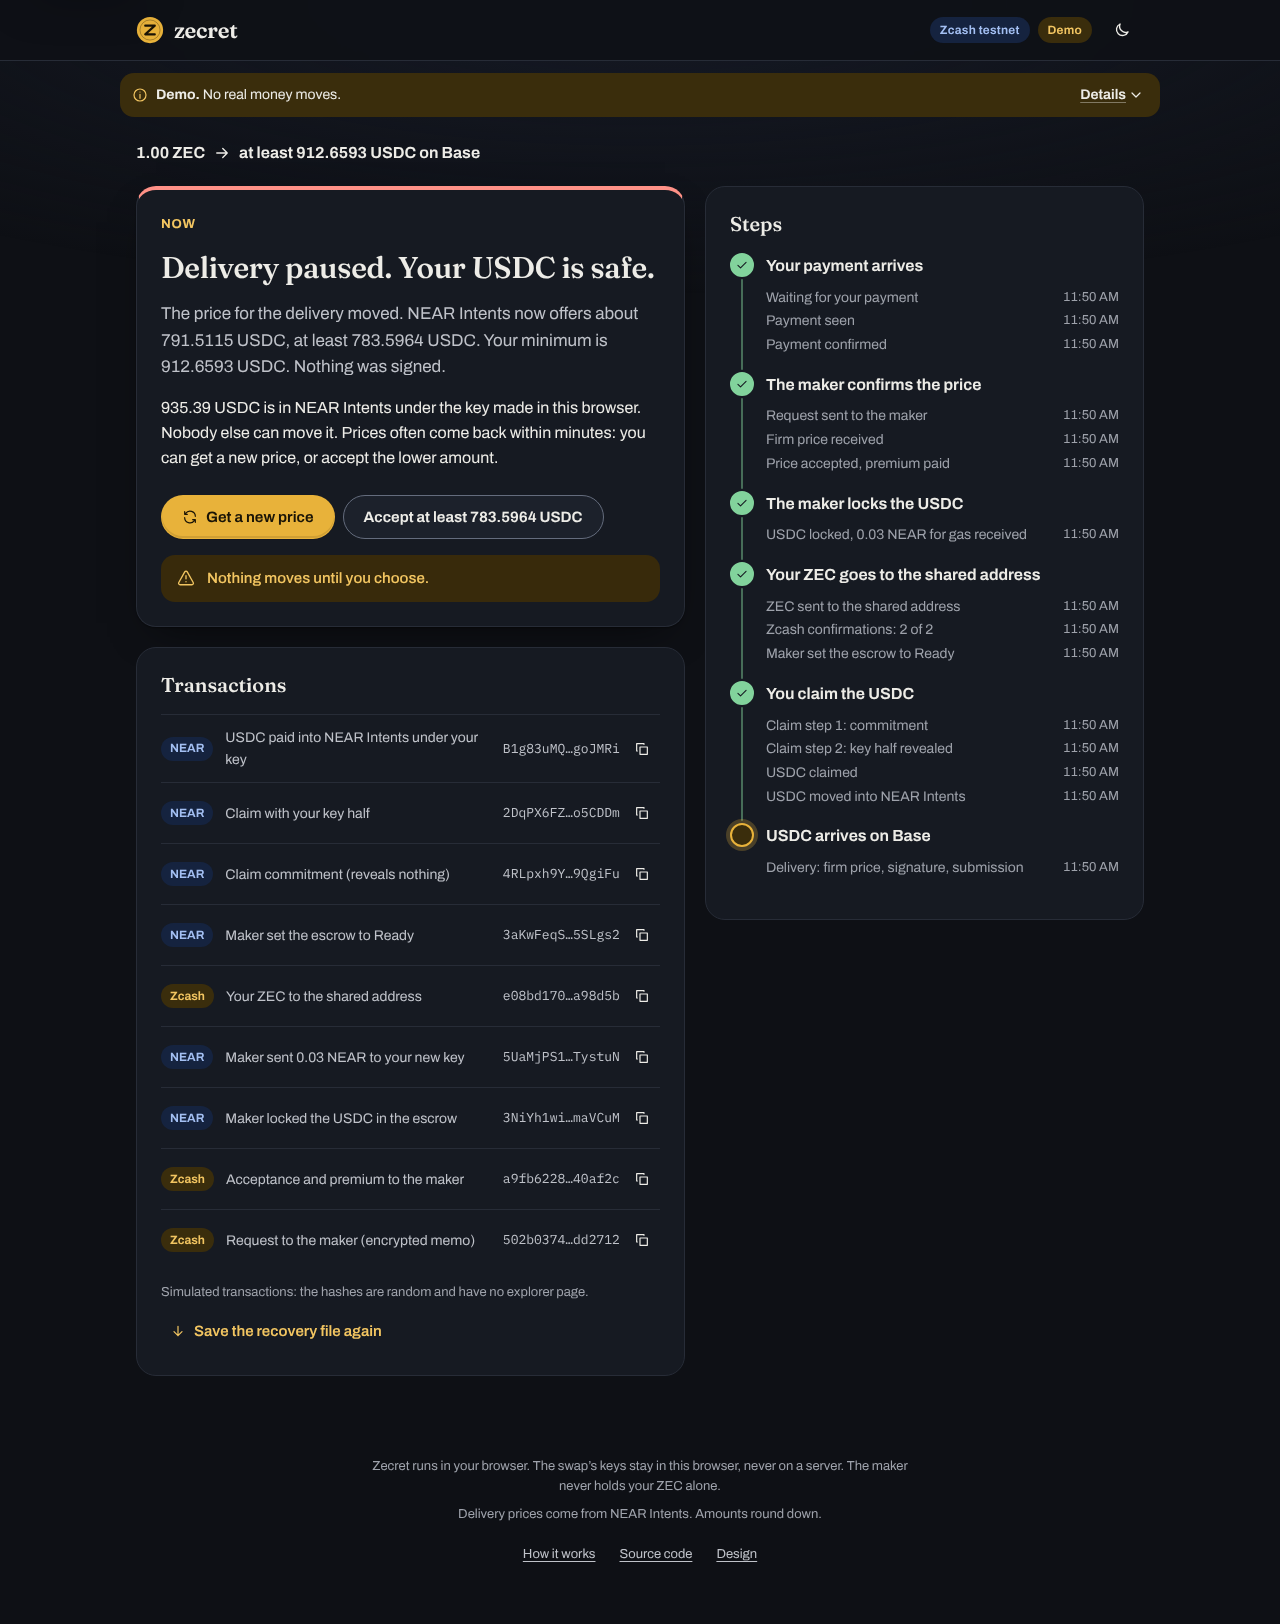 zecret
Zcash testnet
Demo
Demo. No real money moves.
Details
1.00 ZEC → at least 912.6593 USDC on Base
NOW
Delivery paused. Your USDC is safe.
The price for the delivery moved. NEAR Intents now offers about
791.5115 USDC, at least 783.5964 USDC. Your minimum is
912.6593 USDC. Nothing was signed.
935.39 USDC is in NEAR Intents under the key made in this browser.
Nobody else can move it. Prices often come back within minutes: you
can get a new price, or accept the lower amount.
Get a new price
Accept at least 783.5964 USDC
Nothing moves until you choose.
Transactions
NEAR USDC paid into NEAR Intents under your
key
B1g83uMQ…goJMRi
NEAR Claim with your key half 2DqPX6FZ…o5CDDm
NEAR Claim commitment (reveals nothing) 4RLpxh9Y…9QgiFu
NEAR Maker set the escrow to Ready 3aKwFeqS…5SLgs2
Zcash Your ZEC to the shared address e08bd170…a98d5b
NEAR Maker sent 0.03 NEAR to your new key 5UaMjPS1…TystuN
NEAR Maker locked the USDC in the escrow 3NiYh1wi…maVCuM
Zcash Acceptance and premium to the maker a9fb6228…40af2c
Zcash Request to the maker (encrypted memo) 502b0374…dd2712
Simulated transactions: the hashes are random and have no explorer page.
Save the recovery file again
Steps
Your payment arrives
Waiting for your payment 11:50 AM
Payment seen 11:50 AM
Payment confirmed 11:50 AM
The maker confirms the price
Request sent to the maker 11:50 AM
Firm price received 11:50 AM
Price accepted, premium paid 11:50 AM
The maker locks the USDC
USDC locked, 0.03 NEAR for gas received 11:50 AM
Your ZEC goes to the shared address
ZEC sent to the shared address 11:50 AM
Zcash confirmations: 2 of 2 11:50 AM
Maker set the escrow to Ready 11:50 AM
You claim the USDC
Claim step 1: commitment 11:50 AM
Claim step 2: key half revealed 11:50 AM
USDC claimed 11:50 AM
USDC moved into NEAR Intents 11:50 AM
USDC arrives on Base
Delivery: firm price, signature, submission 11:50 AM
Zecret runs in your browser. The swap's keys stay in this browser, never on a server. The maker
never holds your ZEC alone.
Delivery prices come from NEAR Intents. Amounts round down.
How it works
Source code
Design